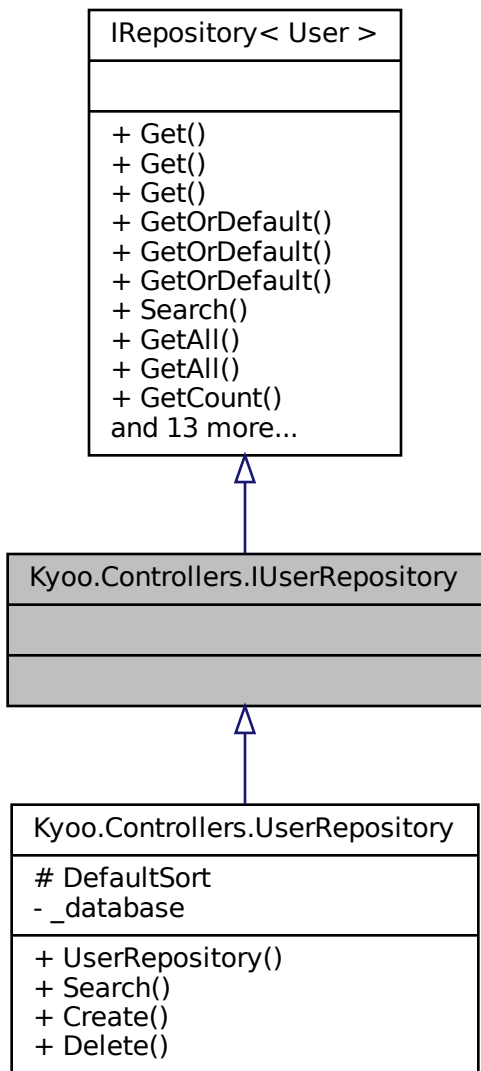 IRepository< User >
+ Get()
+ Get()
+ Get()
+ GetOrDefault()
+ GetOrDefault()
+ GetOrDefault()
+ Search()
+ GetAll()
+ GetAll()
+ GetCount()
and 13 more...
Kyoo.Controllers.IUserRepository
Kyoo.Controllers.UserRepository
# DefaultSort
- _database
+ UserRepository()
+ Search()
+ Create()
+ Delete()